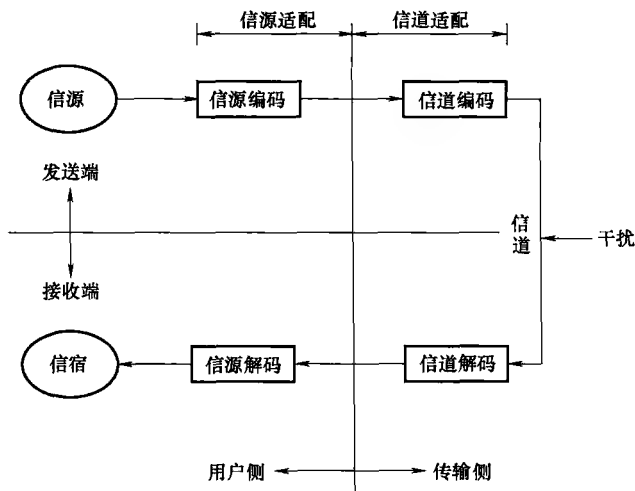 信源适配 信道适配
信源 信源编码 信道编码
发送端
信道
干扰
接收端
信宿 信源解码 信道解码
用户侧 传输侧